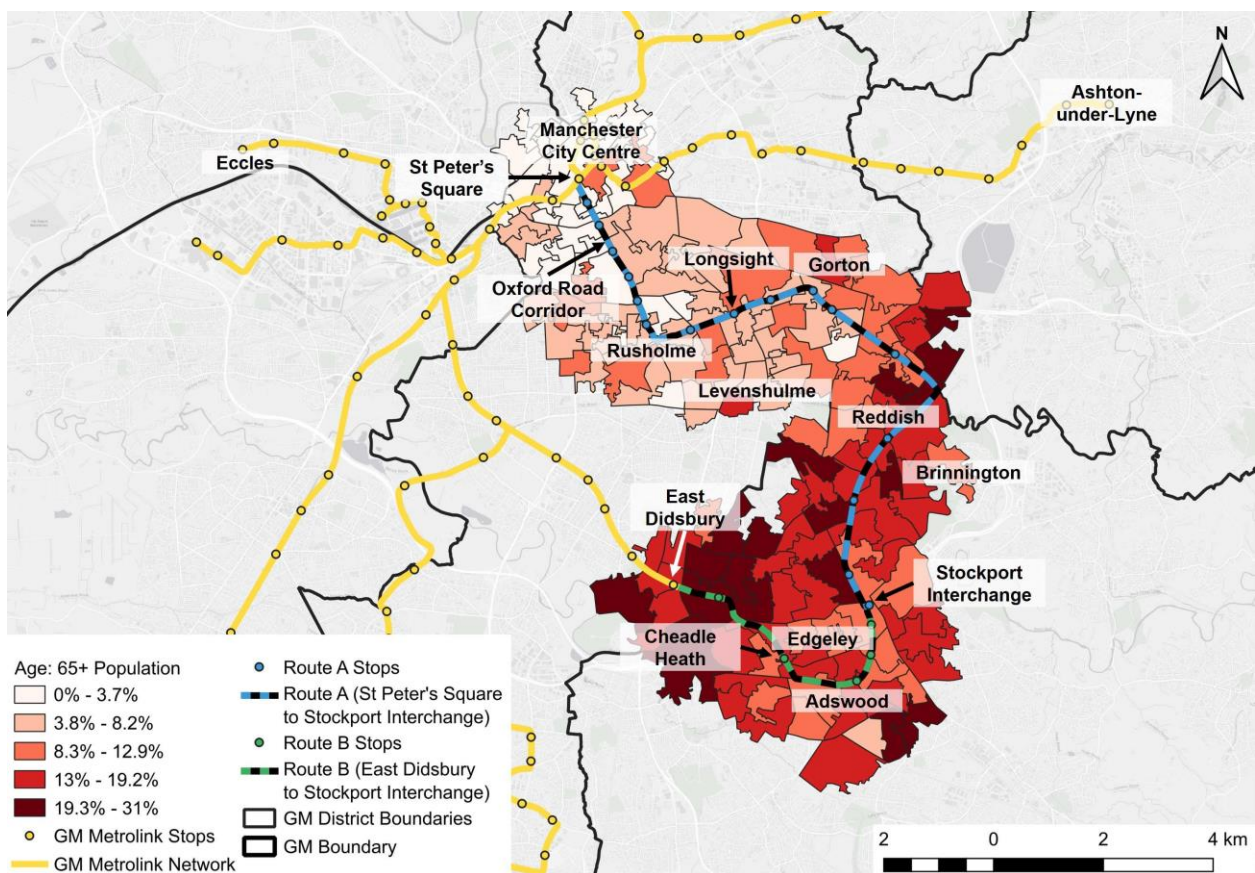 N
Ashton-
under-Lyne
Manchester
City Centre
Eccles
St Peter's
Square
Longsight
Gorton
Oxford Road
Corridor
Rusholme
Levenshulme
Reddish
Brinnington
East
Didsbury
Stockport
Interchange
Cheadle
Heath
Edgeley
Adswood
Age: 65+ Population
0% - 3.7%
3.8% - 8.2%
8.3% - 12.9%
13% - 19.2%
19.3% - 31%
GM Metrolink Stops
GM Metrolink Network
Route A Stops
Route A (St Peter's Square
to Stockport Interchange)
Route B Stops
Route B (East Didsbury
to Stockport Interchange)
GM District Boundaries
GM Boundary
2 0 2 4 km